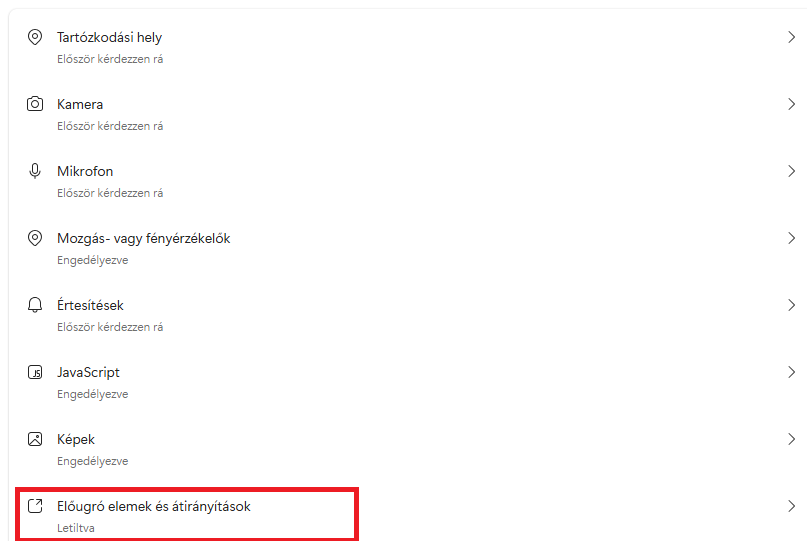 Tartózkodási hely
Először kérdezzen rá
Kamera
Először kérdezzen rá
Mikrofon
Először kérdezzen rá
Mozgás- vagy fényérzékelők
Engedélyezve
Értesítések
Először kérdezzen rá
JavaScript
Engedélyezve
Képek
Engedélyezve
Előugró elemek és átirányítások
Letiltva